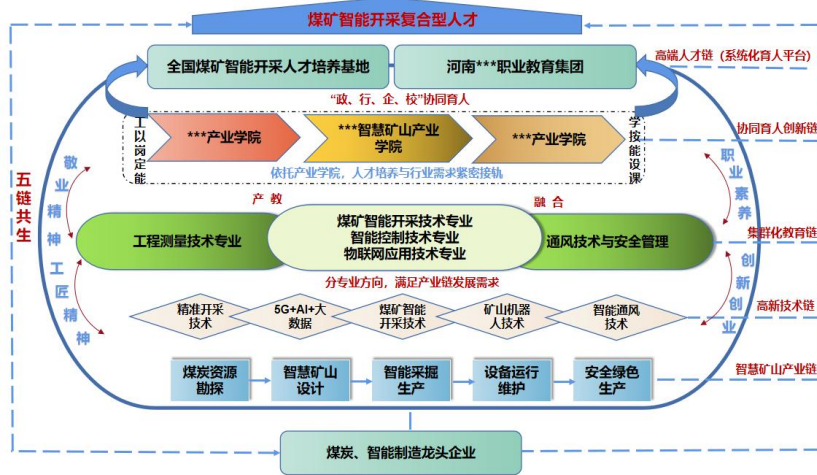 煤矿智能开采复合型人才
全国煤矿智能开采人才培养基地
河南***职业教育集团
高端人才链（系统化育人平台）
“政、行、企、校”协同育人
工以岗定能
***产业学院
***智慧矿山产业
学院
***产业学院
学按能设课
协同育人创新链
依托产业学院，人才培养与行业需求紧密接轨
五链共生
敬业精神
职业素养
产 教
融 合
工程测量技术专业
煤矿智能开采技术专业
智能控制技术专业
物联网应用技术专业
通风技术与安全管理
集群化教育链
分专业方向，满足产业链发展需求
工匠精神
创新创业
精准开采
技术
5G+AI+大
数据
煤矿智能
开采技术
矿山机器
人技术
智能通风
技术
高新技术链
煤炭资源
勘探
智慧矿山
设计
智能采掘
生产
设备运行
维护
安全绿色
生产
智慧矿山产业链
煤炭、智能制造龙头企业